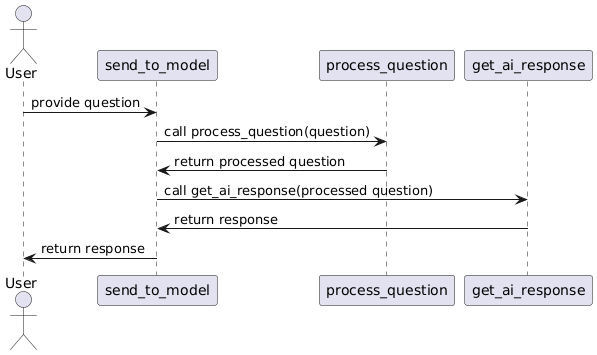 User
send_to_model
process_question
get_ai_response
provide question
call process_question(question)
return processed question
call get_ai_response(processed question)
return response
return response
User
send_to_model
process_question
get_ai_response